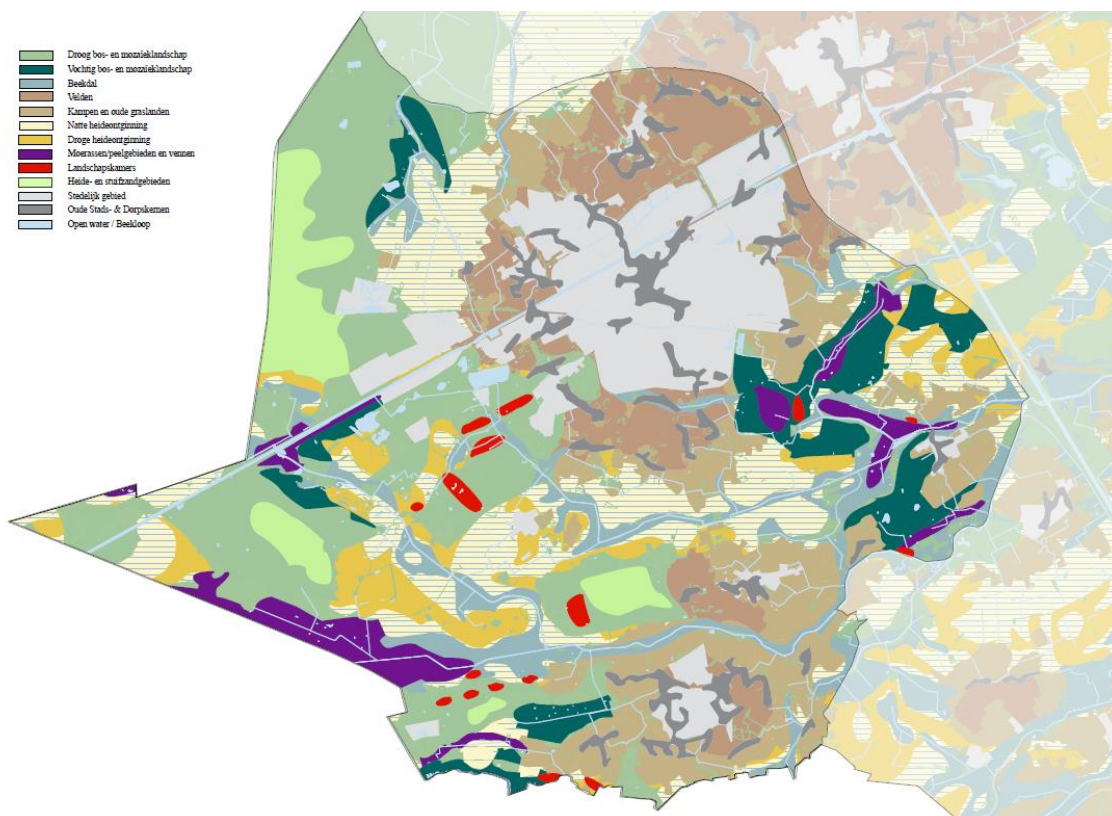 Droog bos- en mozaïeklandschap
Vochtig bos- en mozaïeklandschap
Beekdal
Velden
Kampen en oude graslanden
Natte heideontginning
Droge heideontginning
Moerassen/peelgebieden en vennen
Landschapskamers
Heide- en stuifzandgebieden
Stedelijk gebied
Oude Stads- & Dorpskernen
Open water / Beekloop